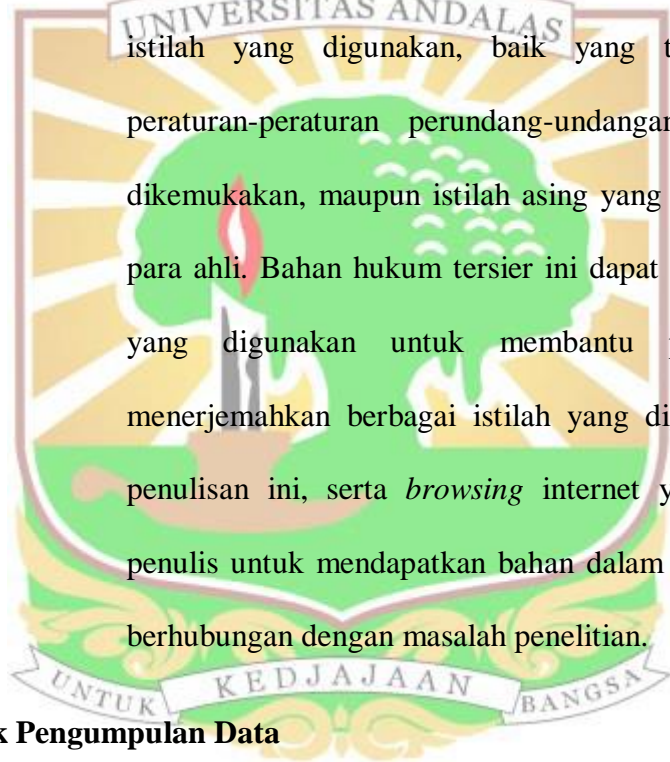 UNIVERSITAS ANDALAS
istilah yang digunakan, baik yang t
peraturan-peraturan perundang-undangan
dikemukakan, maupun istilah asing yang
para ahli. Bahan hukum tersier ini dapat
yang digunakan untuk membantu
menerjemahkan berbagai istilah yang di
penulisan ini, serta browsing internet y
penulis untuk mendapatkan bahan dalam
berhubungan dengan masalah penelitian.
UNTUK KEDJAJAAN BANGSA
k Pengumpulan Data